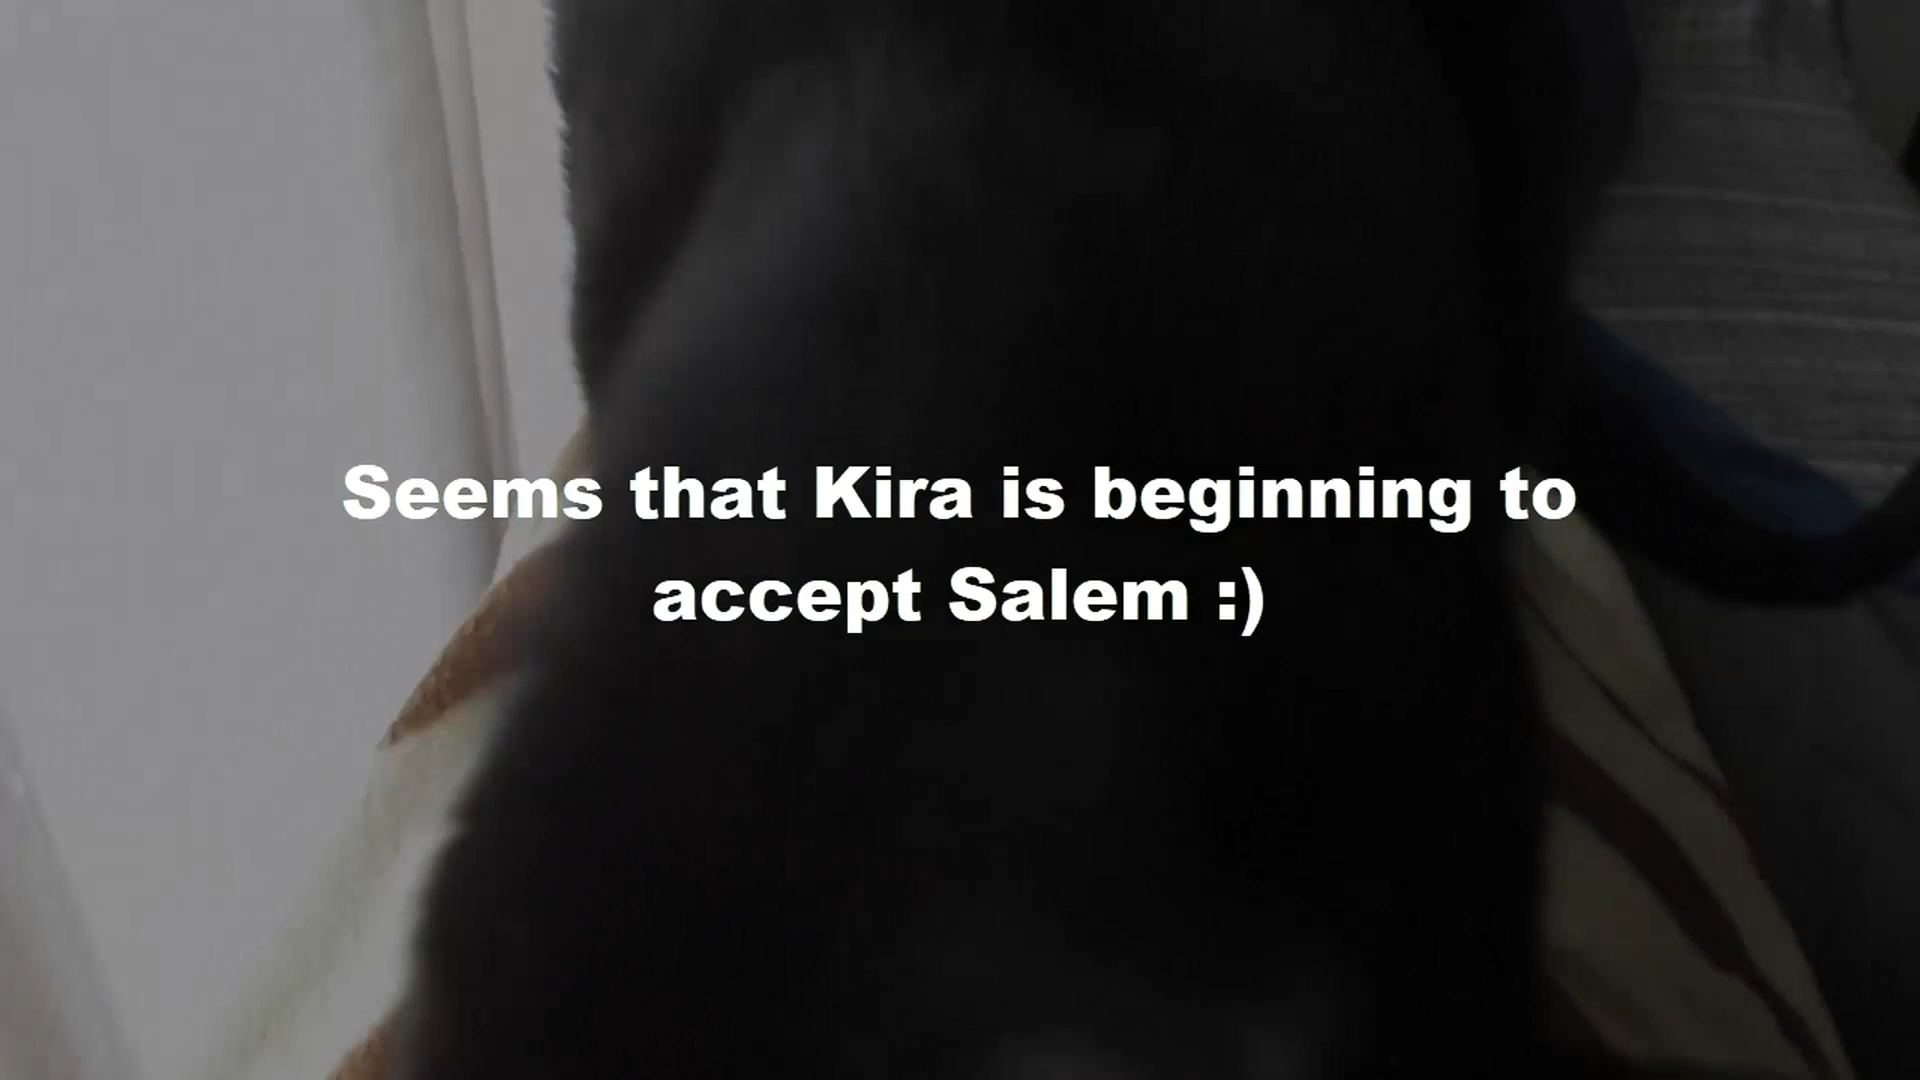 Seems that Kira is beginning to
accept Salem :)